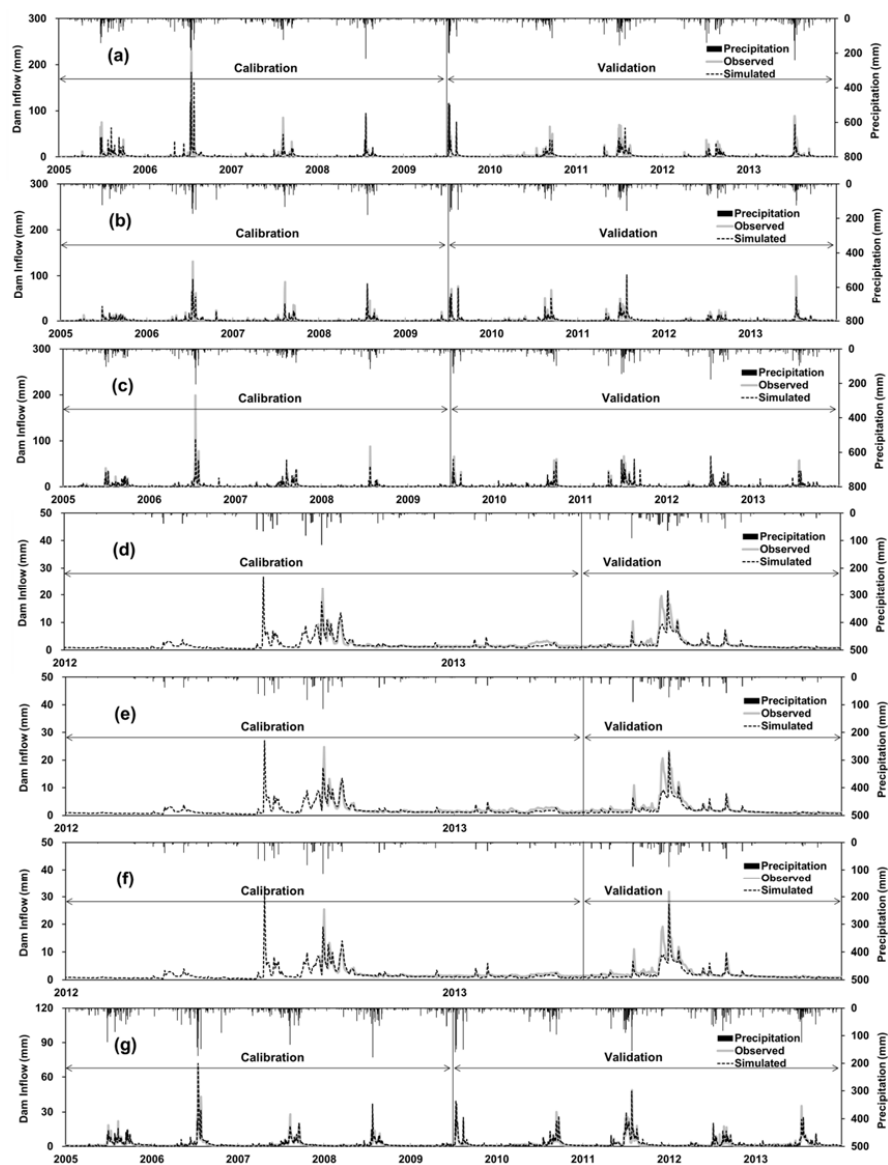 300 0
Precipitation
(a) Observed
200 200
Calibration Validation Simulated
Dam Inflow (mm) 400 Precipitation (mm)
100
600
0 800
2005 2006 2007 2008 2009 2010 2011 2012 2013
300 0
Precipitation
(b) Observed
200 200
Calibration Validation Simulated
Dam Inflow (mm) 400 Precipitation (mm)
100
600
0 800
2005 2006 2007 2008 2009 2010 2011 2012 2013
300 0
Precipitation
(c) Observed
200 200
Calibration Validation Simulated
Dam Inflow (mm) 400 Precipitation (mm)
100
600
0 800
2005 2006 2007 2008 2009 2010 2011 2012 2013
50 0
Precipitation
(d) Observed
40 100
Calibration Validation Simulated
30 200
Dam Inflow (mm) Precipitation (mm)
20 300
10 400
0 500
2012 2013
50 0
Precipitation
(e) Observed
40 100
Calibration Validation Simulated
30 200
Dam Inflow (mm) Precipitation (mm)
20 300
10 400
0 500
2012 2013
50 0
Precipitation
(f) Observed
40 100
Calibration Validation Simulated
30 200
Dam Inflow (mm) Precipitation (mm)
20 300
10 400
0 500
2012 2013
120 0
Precipitation
(g) Observed
90 100
Calibration Validation Simulated
200
Dam Inflow (mm) 60 Precipitation (mm)
300
30 400
0 500
2005 2006 2007 2008 2009 2010 2011 2012 2013